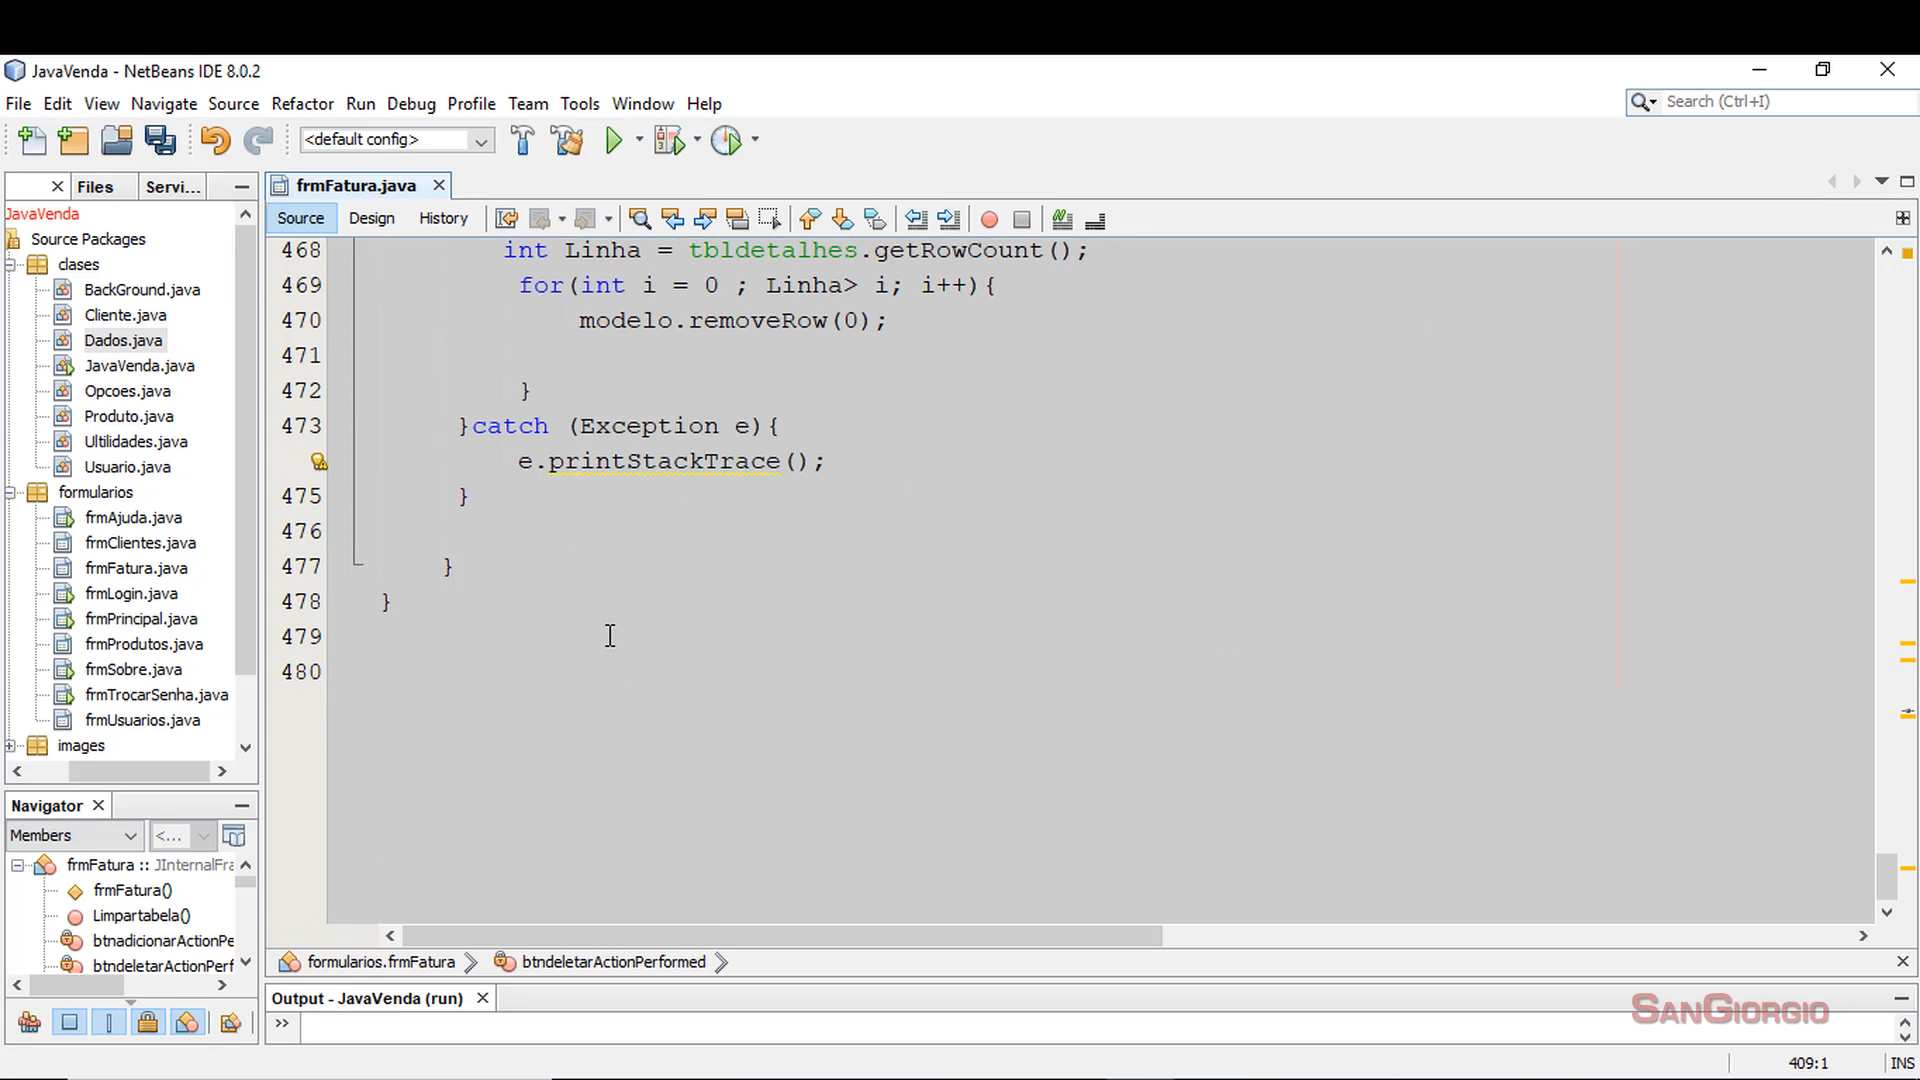 JavaVenda - NetBeans IDE 8.0.2
File Edit View Navigate Source Refactor Run Debug Profile Team Tools Window Help
Search (Ctrl+I)
<default config>
Files Servi...
frmFatura.java
JavaVenda
Source Packages
clases
BackGround.java
Cliente.java
Dados.java
JavaVenda.java
Opcoes.java
Produto.java
Ultilidades.java
Usuario.java
formularios
frmAjuda.java
frmClientes.java
frmFatura.java
frmLogin.java
frmPrincipal.java
frmProdutos.java
frmSobre.java
frmTrocarSenha.java
frmUsuarios.java
images
Source Design History
468 int Linha = tbldetalhes.getRowCount();
469 for(int i = 0 ; Linha> i; i++){
470 modelo.removeRow(0);
471
472 }
473 }catch (Exception e){
e.printStackTrace();
475 }
476
477 }
478 }
479
480
Navigator
Members <...
frmFatura :: JInternalFra
frmFatura()
Limpartabela()
btnadicionarActionPe
btndeletarActionPerf
formularios.frmFatura btndeletarActionPerformed
Output - JavaVenda (run)
>>
SANGIORGIO
409:1 INS